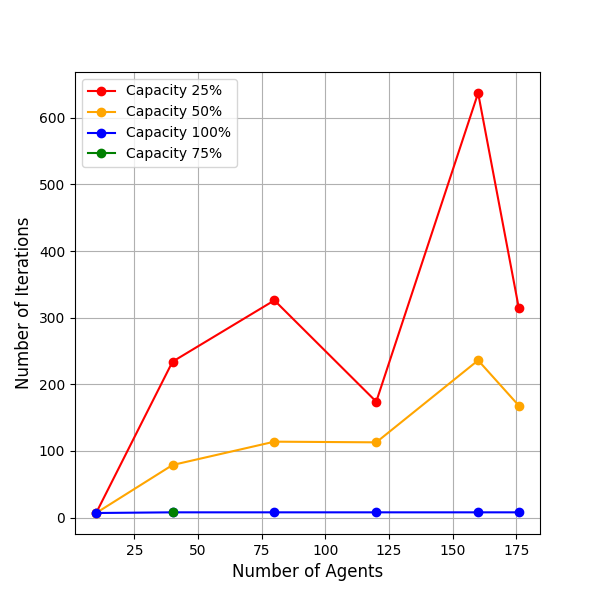 Capacity 25%
Capacity 50%
Capacity 100%
Capacity 75%
600
500
400
300
200
100
0
Number of Iterations
25 50 75 100 125 150 175
Number of Agents